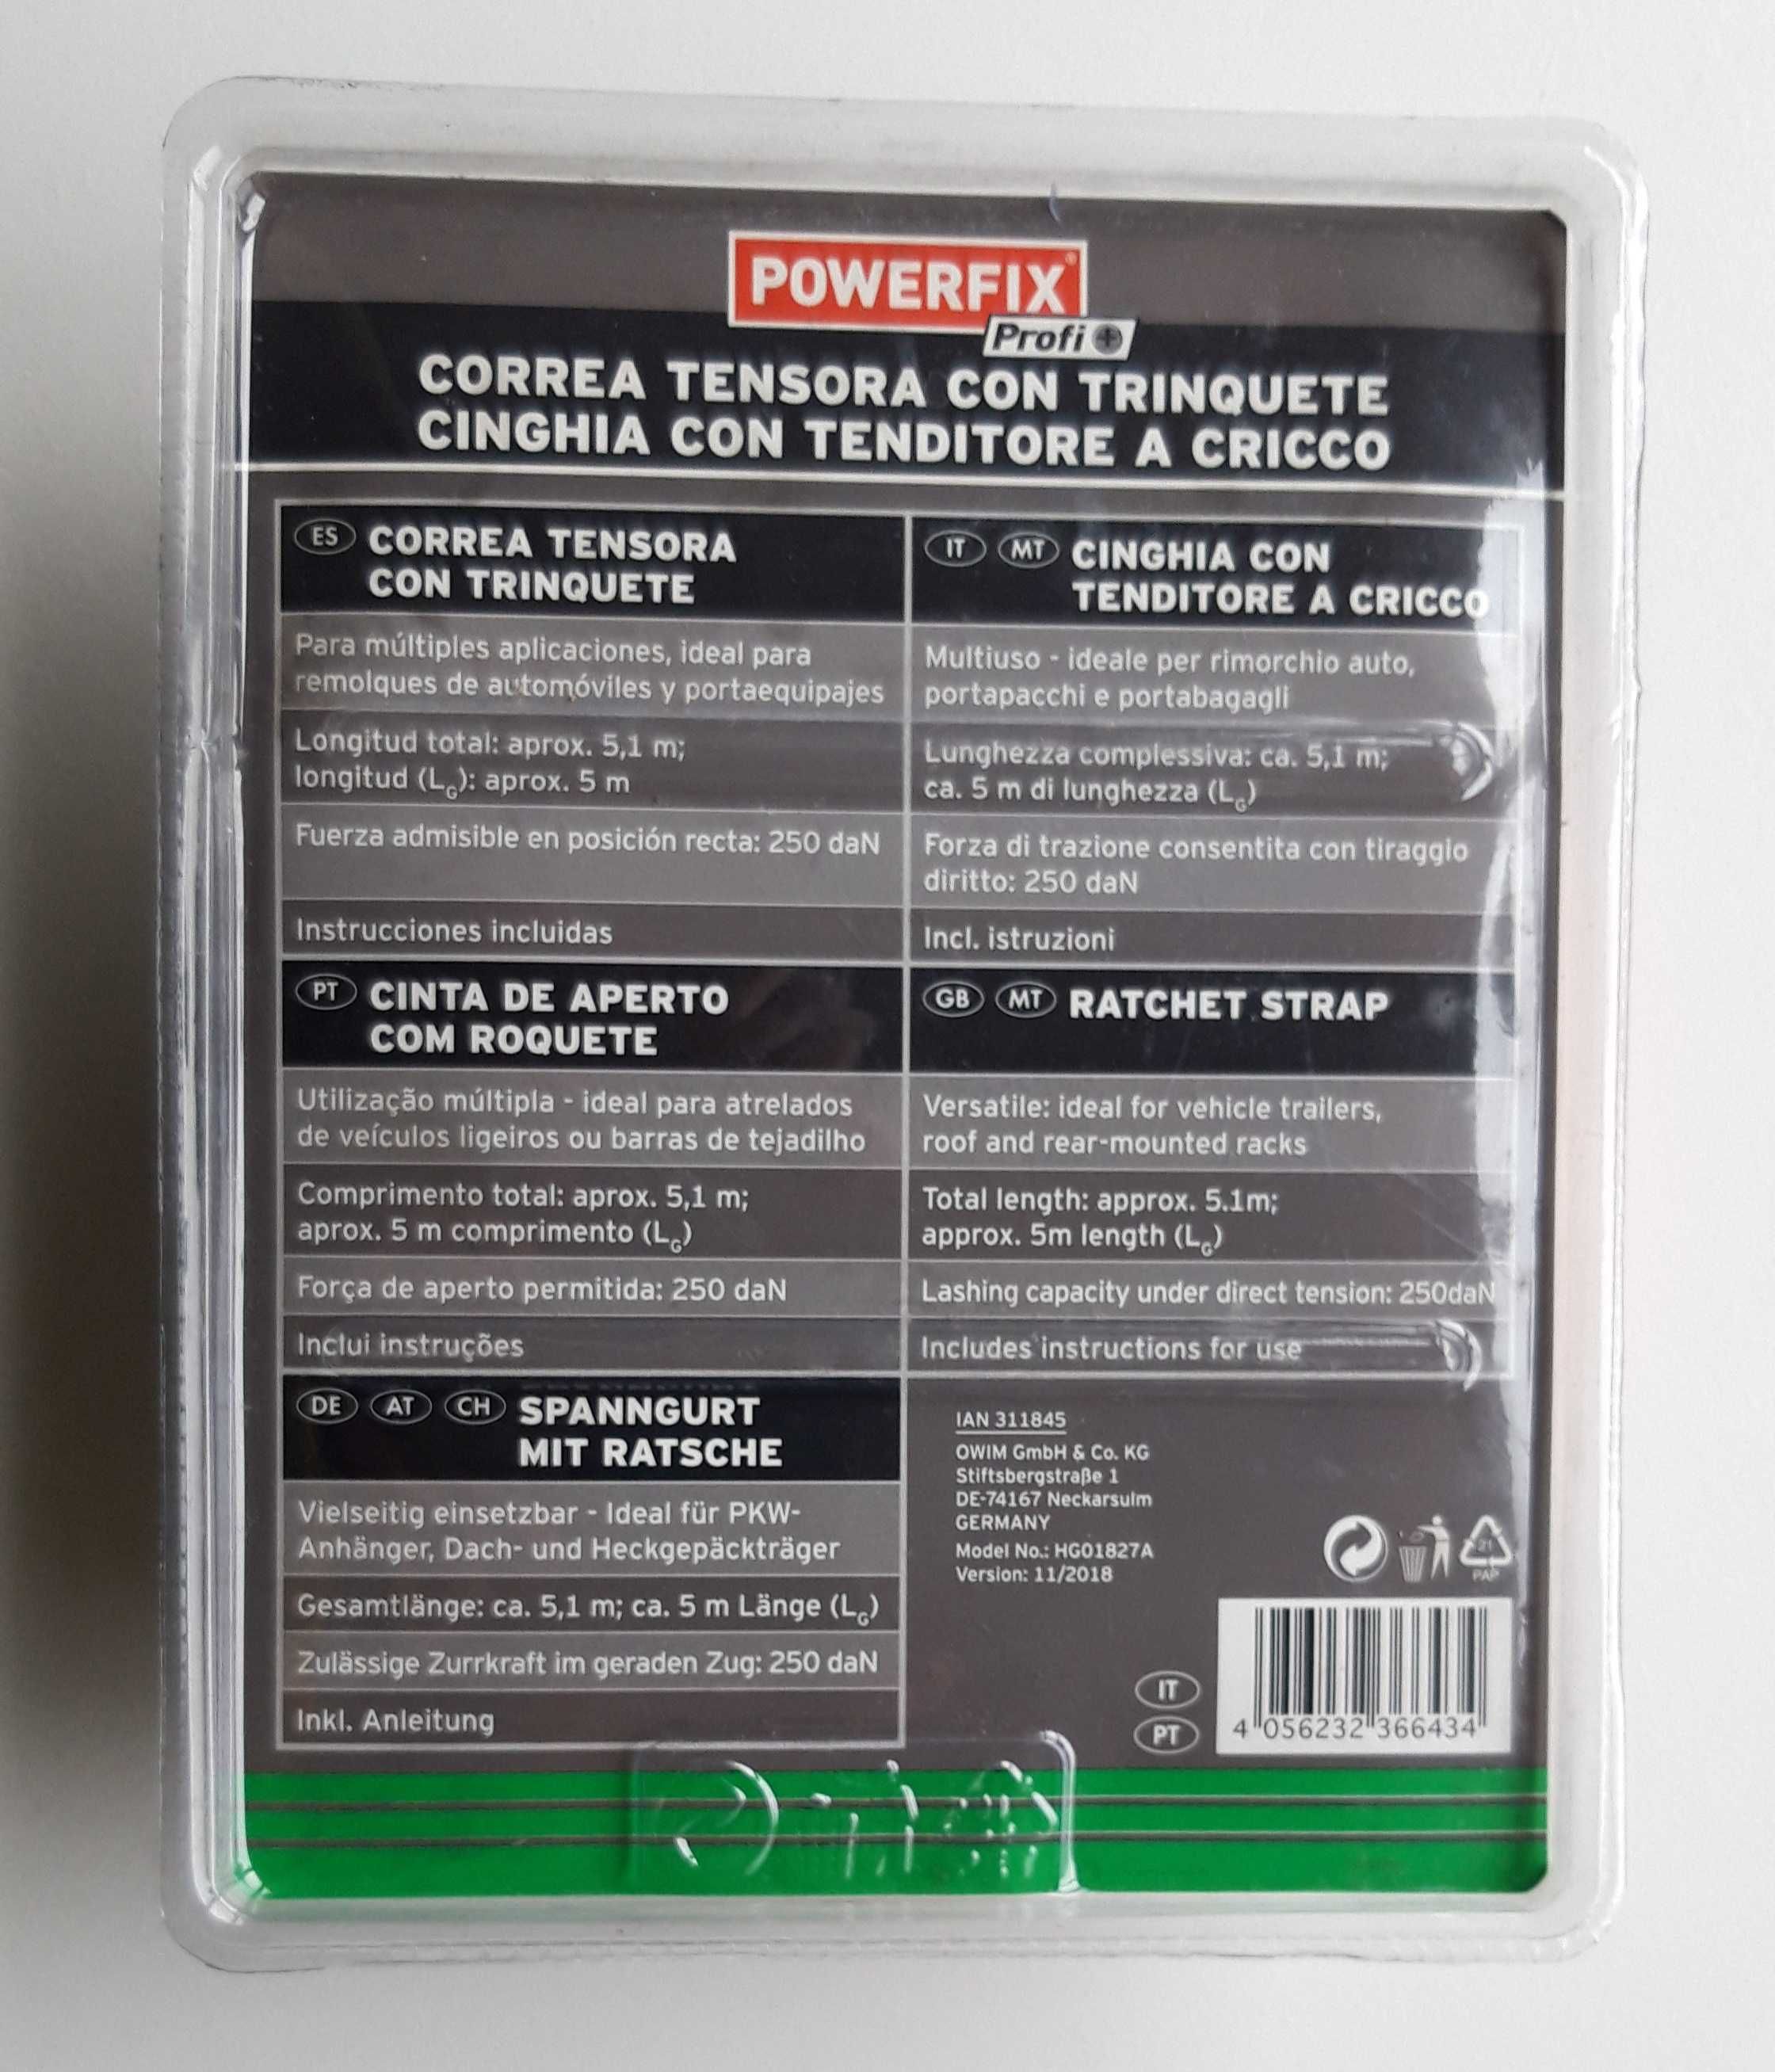 POWERFIX®
Profi+
CORREA TENSORA CON TRINQUETE
CINGHIA CON TENDITORE A CRICCO
ES CORREA TENSORA
CON TRINQUETE
Para múltiples aplicaciones, ideal para
remolques de automóviles y portaequipajes
Longitud total: aprox. 5,1 m;
longitud (LG): aprox. 5 m
Fuerza admisible en posición recta: 250 daN
Instrucciones incluidas
IT MT CINGHIA CON
TENDITORE A CRICCO
Multiuso - ideale per rimorchio auto,
portapacchi e portabagagli
Lunghezza complessiva: ca. 5,1 m;
ca. 5 m di lunghezza (LG)
Forza di trazione consentita con tiraggio
diritto: 250 daN
Incl. istruzioni
PT CINTA DE APERTO
COM ROQUETE
Utilização múltipla - ideal para atrelados
de veículos ligeiros ou barras de tejadilho
Comprimento total: aprox. 5,1 m;
aprox. 5 m comprimento (LG)
Força de aperto permitida: 250 daN
Inclui instruções
GB MT RATCHET STRAP
Versatile: ideal for vehicle trailers,
roof and rear-mounted racks
Total length: approx. 5.1m;
approx. 5m length (LG)
Lashing capacity under direct tension: 250daN
Includes instructions for use
DE AT CH SPANNGURT
MIT RATSCHE
Vielseitig einsetzbar - Ideal für PKW-
Anhänger, Dach- und Heckgepäckträger
Gesamtlänge: ca. 5,1 m; ca. 5 m Länge (LG)
Zulässige Zurrkraft im geraden Zug: 250 daN
Inkl. Anleitung
IAN 311845
OWIM GmbH & Co. KG
Stiftsbergstraße 1
DE-74167 Neckarsulm
GERMANY
Model No.: HG01827A
Version: 11/2018
21
PAP
IT
PT
4 056232 366434